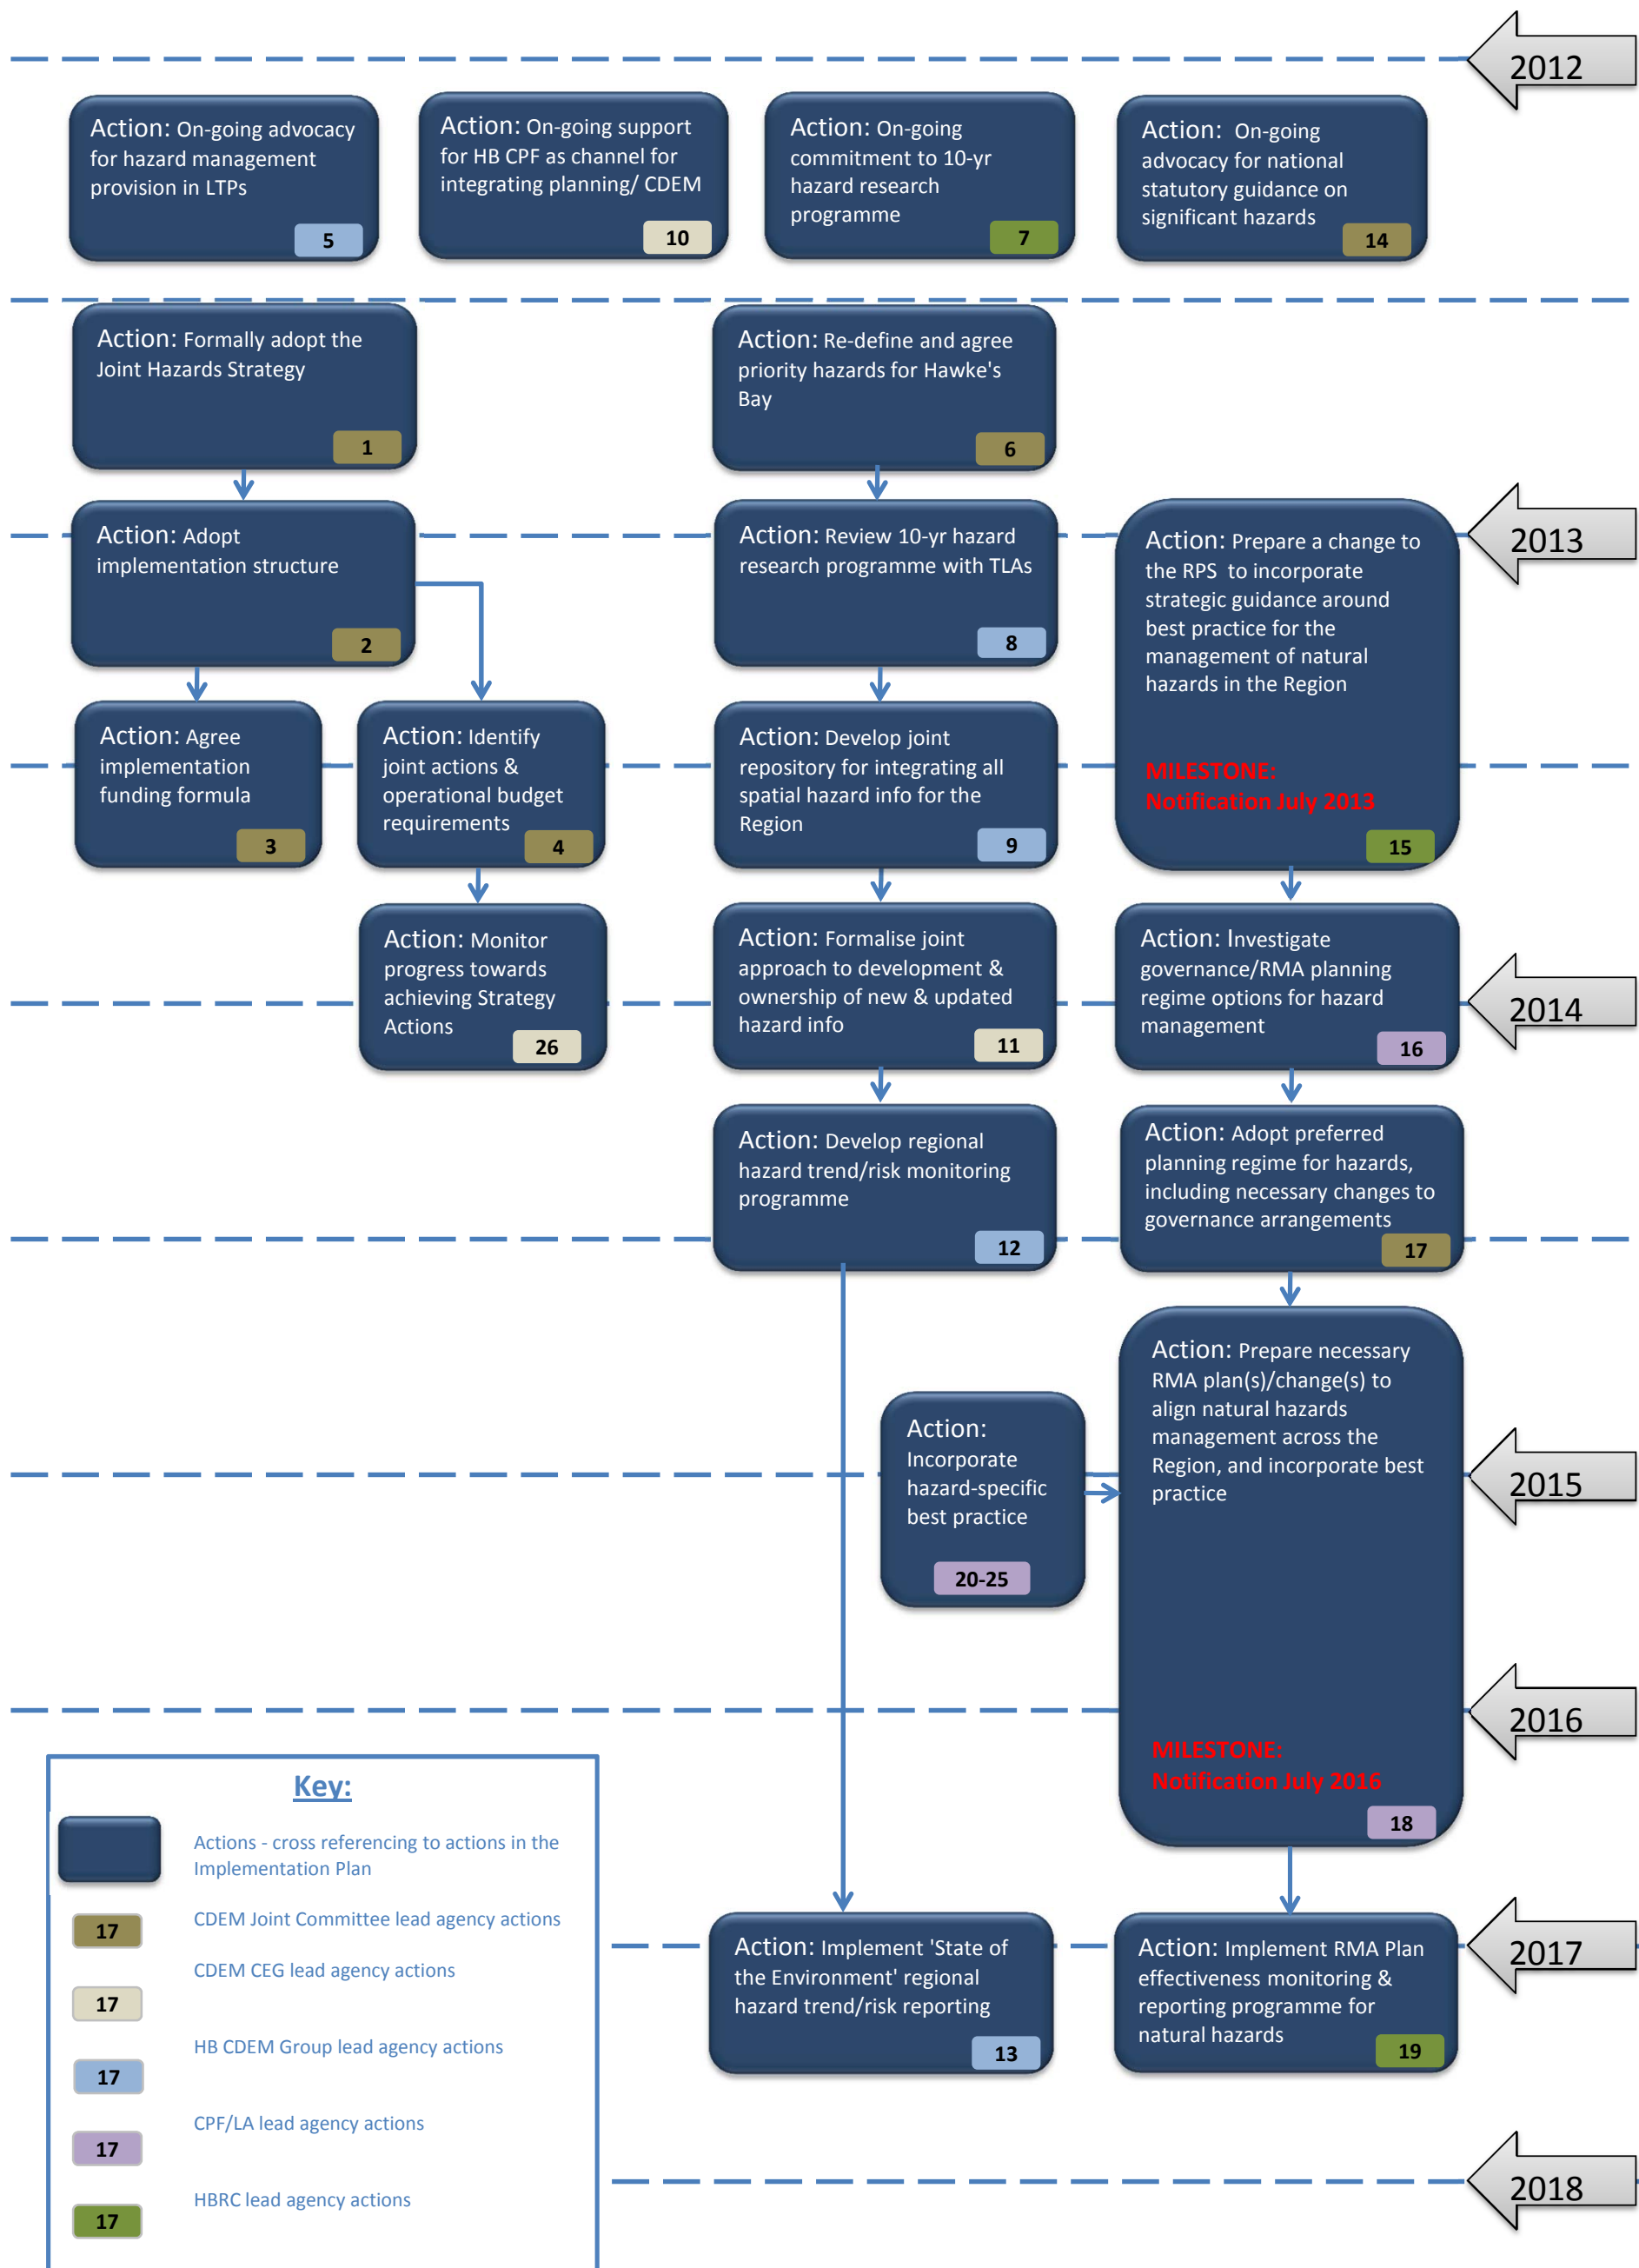 2012
Action: On-going advocacy
for hazard management
provision in LTPs
5
Action: On-going support
for HB CPF as channel for
integrating planning/ CDEM
10
Action: On-going
commitment to 10-yr
hazard research
programme
7
Action: On-going
advocacy for national
statutory guidance on
significant hazards
14
Action: Formally adopt the
Joint Hazards Strategy
1
Action: Re-define and agree
priority hazards for Hawke's
Bay
6
2013
Action: Adopt
implementation structure
2
Action: Review 10-yr hazard
research programme with TLAs
8
Action: Prepare a change to
the RPS to incorporate
strategic guidance around
best practice for the
management of natural
hazards in the Region
MILESTONE:
Notification July 2013
15
Action: Agree
implementation
funding formula
3
Action: Identify
joint actions &
operational budget
requirements
4
Action: Develop joint
repository for integrating all
spatial hazard info for the
Region
9
2014
Action: Monitor
progress towards
achieving Strategy
Actions
26
Action: Formalise joint
approach to development &
ownership of new & updated
hazard info
11
Action: Investigate
governance/RMA planning
regime options for hazard
management
16
Action: Develop regional
hazard trend/risk monitoring
programme
12
Action: Adopt preferred
planning regime for hazards,
including necessary changes to
governance arrangements
17
2015
Action:
Incorporate
hazard-specific
best practice
20-25
Action: Prepare necessary
RMA plan(s)/change(s) to
align natural hazards
management across the
Region, and incorporate best
practice
2016
MILESTONE:
Notification July 2016
18
2017
Action: Implement 'State of
the Environment' regional
hazard trend/risk reporting
13
Action: Implement RMA Plan
effectiveness monitoring &
reporting programme for
natural hazards
19
2018
Key:
Actions - cross referencing to actions in the
Implementation Plan
17
CDEM Joint Committee lead agency actions
17
CDEM CEG lead agency actions
17
HB CDEM Group lead agency actions
17
CPF/LA lead agency actions
17
HBRC lead agency actions